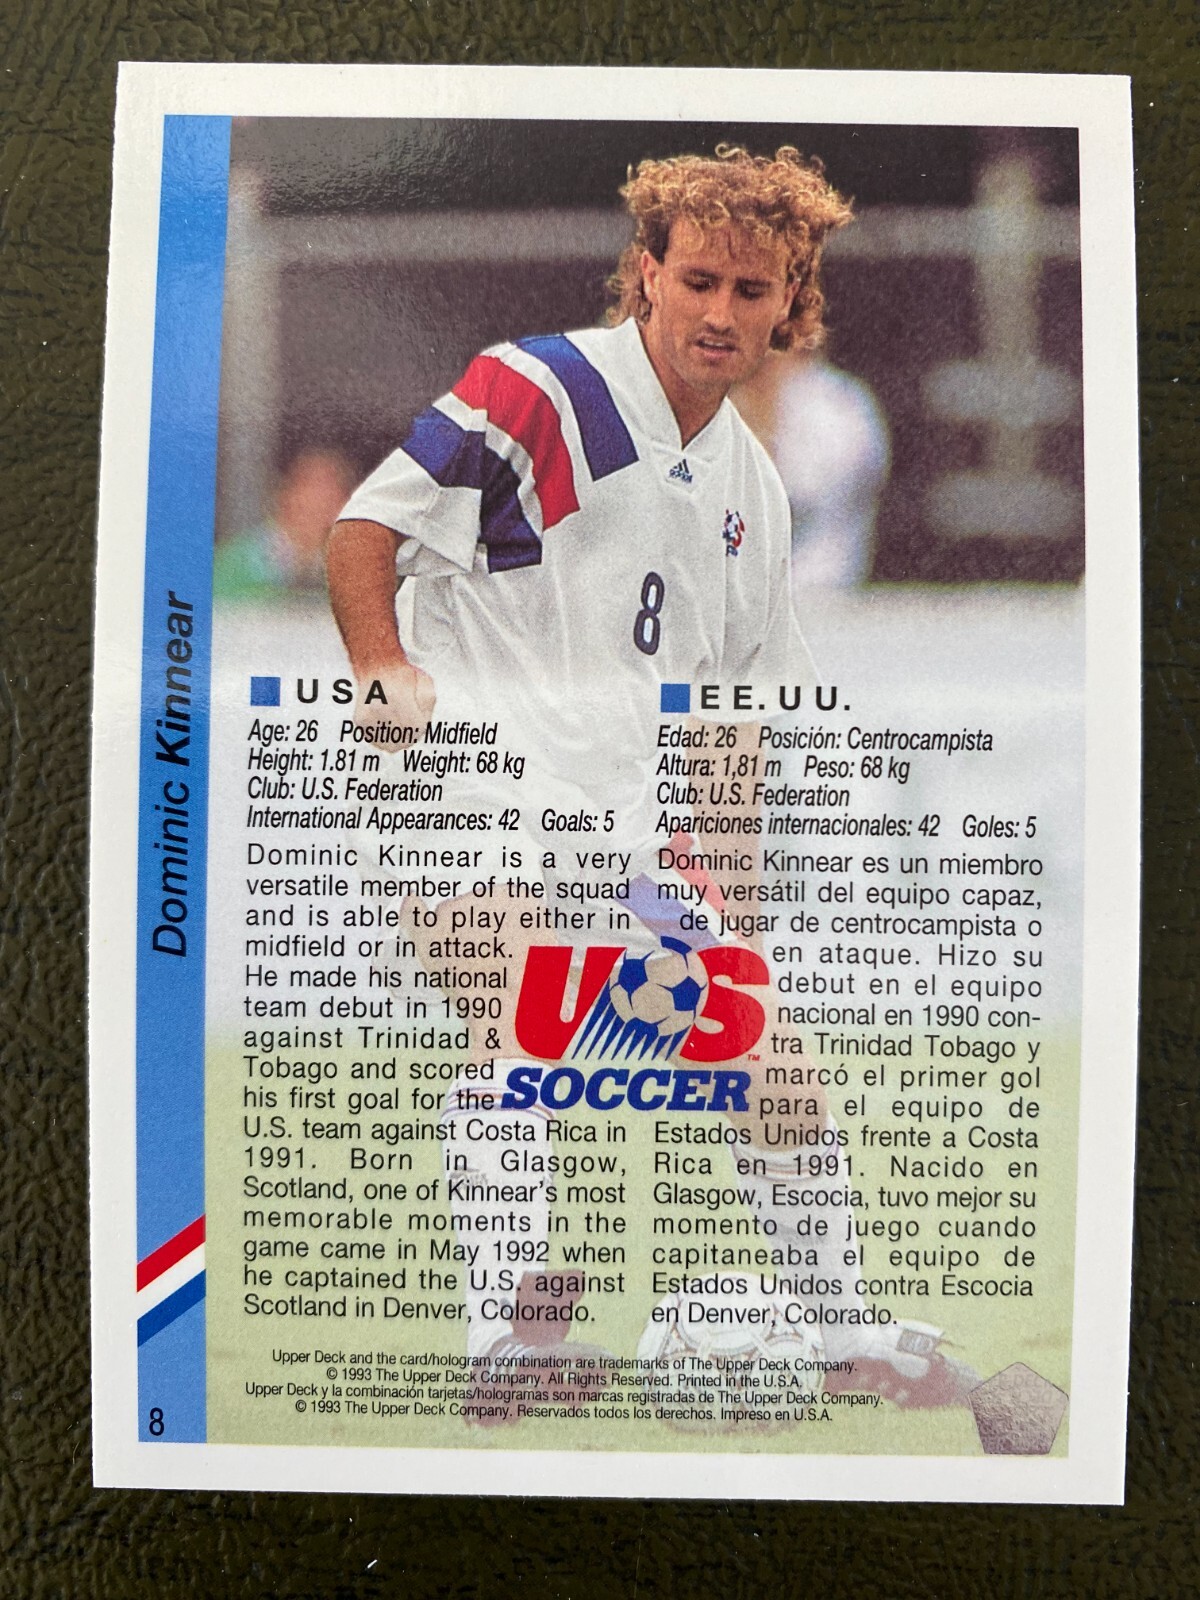 Dominic Kinnear
8
USA
Age: 26 Position: Midfield
Height: 1.81 m Weight: 68 kg
Club: U.S. Federation
International Appearances: 42 Goals: 5
Dominic Kinnear is a very
versatile member of the squad
and is able to play either in
midfield or in attack.
He made his national
team debut in 1990
against Trinidad &
Tobago and scored
his first goal for the
U.S. team against Costa Rica in
1991. Born in Glasgow,
Scotland, one of Kinnear's most
memorable moments in the
game came in May 1992 when
he captained the U.S. against
Scotland in Denver, Colorado.
EE.UU.
Edad: 26 Posición: Centrocampista
Altura: 1,81 m Peso: 68 kg
Club: U.S. Federation
Apariciones internacionales: 42 Goles: 5
Dominic Kinnear es un miembro
muy versátil del equipo capaz,
de jugar de centrocampista o
en ataque. Hizo su
debut en el equipo
nacional en 1990 con-
tra Trinidad Tobago y
marcó el primer gol
para el equipo de
Estados Unidos frente a Costa
Rica en 1991. Nacido en
Glasgow, Escocia, tuvo mejor su
momento de juego cuando
capitaneaba el equipo de
Estados Unidos contra Escocia
en Denver, Colorado.
US
SOCCER
TM
Upper Deck and the card/hologram combination are trademarks of The Upper Deck Company.
© 1993 The Upper Deck Company. All Rights Reserved. Printed in the U.S.A.
Upper Deck y la combinación tarjetas/hologramas son marcas registradas de The Upper Deck Company.
© 1993 The Upper Deck Company. Reservados todos los derechos. Impreso en U.S.A.
8